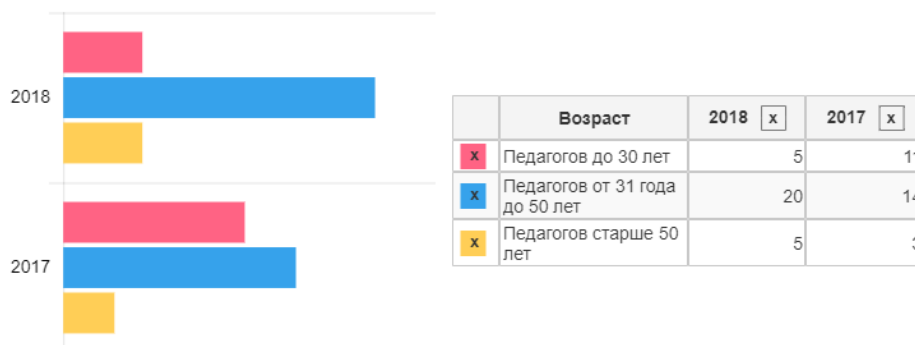 2018
2017
Возраст 2018 x 2017 x
x Педагогов до 30 лет 5
x Педагогов от 31 года
до 50 лет 20
x Педагогов старше 50
лет 5